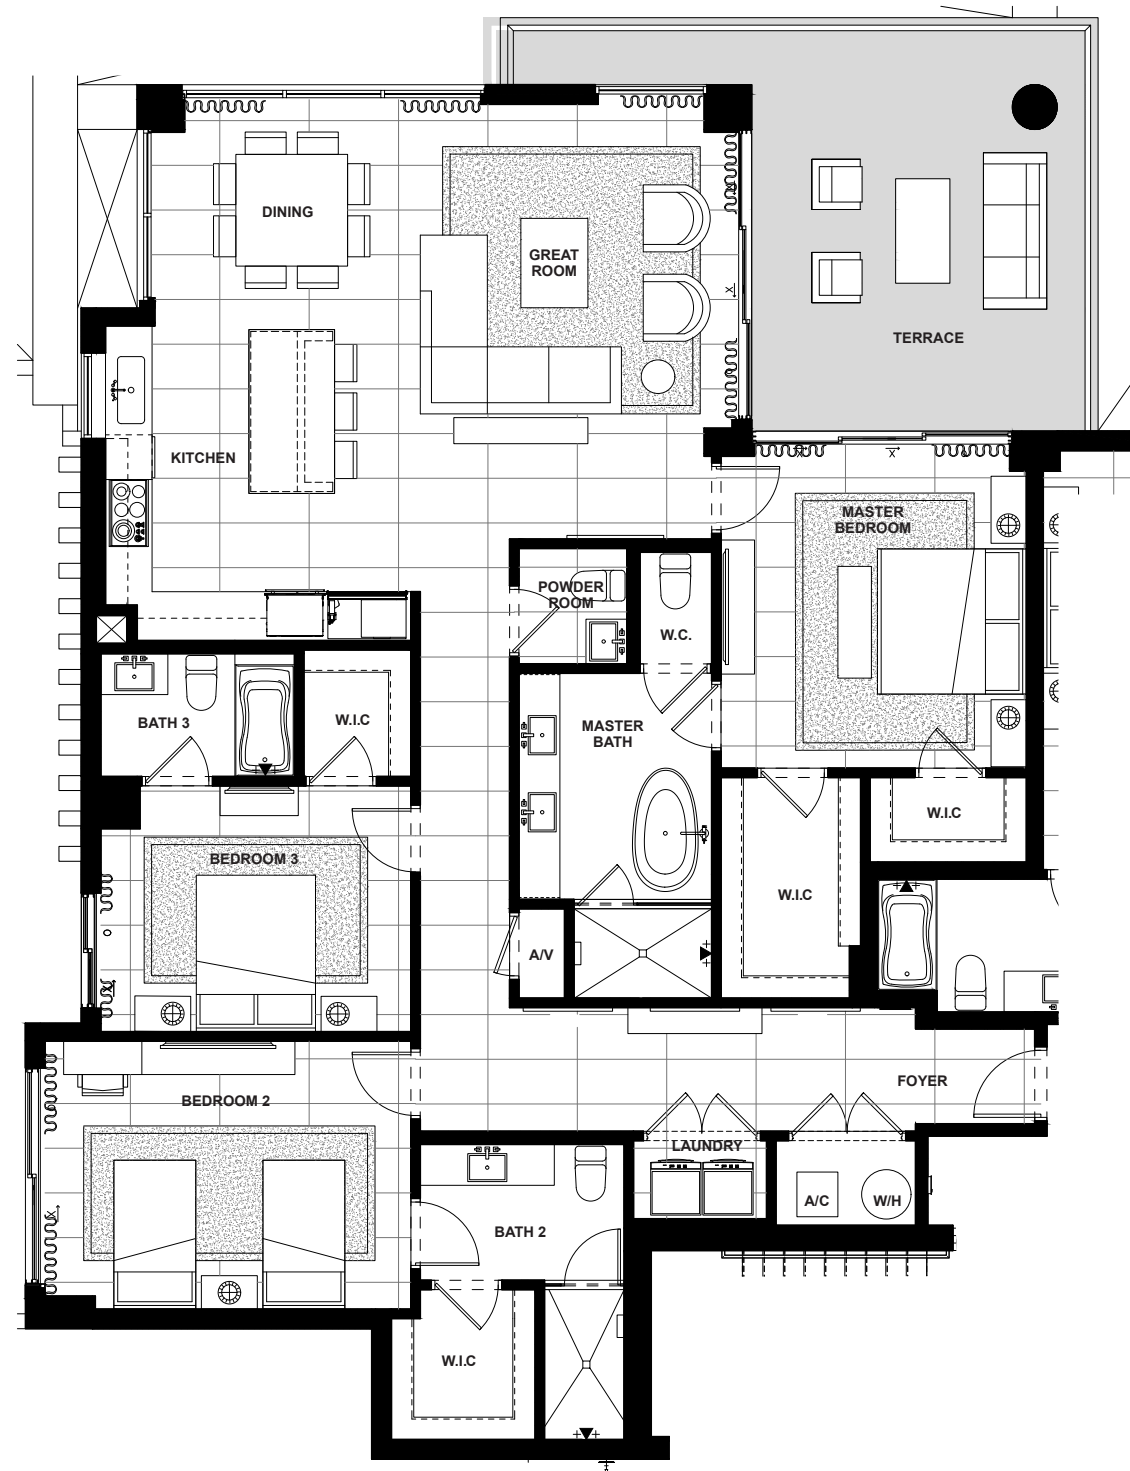 DINING
GREAT
ROOM
TERRACE
KITCHEN
MASTER
BEDROOM
POWDER
ROOM
W.C.
BATH 3
W.I.C
MASTER
BATH
W.I.C
BEDROOM 3
W.I.C
A/V
FOYER
BEDROOM 2
LAUNDRY
A/C
W/H
BATH 2
W.I.C
X
X
X
X
X
X